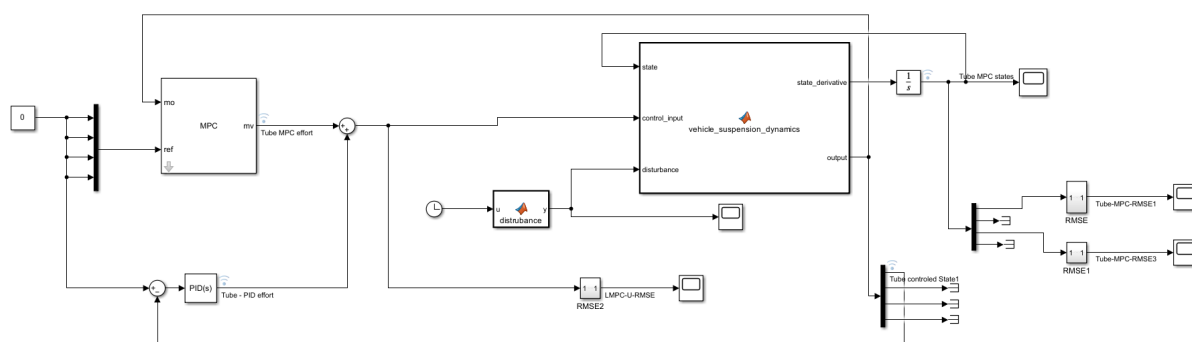 0
mo
ref
MPC
mv
Tube MPC effort
+
+
state
control_input
disturbance
vehicle_suspension_dynamics
state_derivative
output
1
s
Tube MPC states
u
y
distrubance
+
−
PID(s)
Tube - PID effort
1 1
RMSE2
LMPC-U-RMSE
Tube controled State1
1 1
RMSE
Tube-MPC-RMSE1
1 1
RMSE1
Tube-MPC-RMSE3